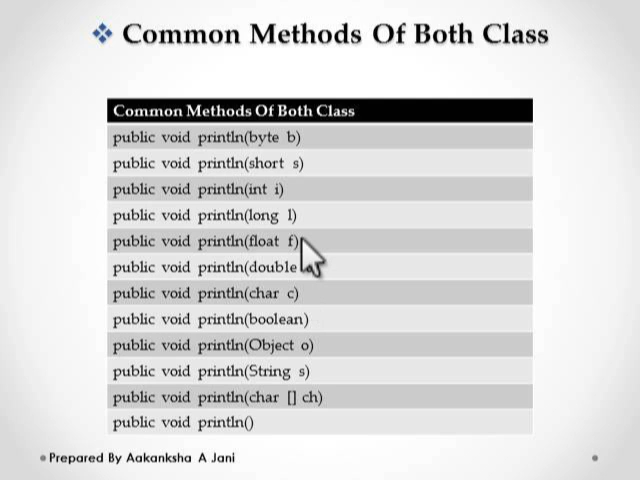 Common Methods Of Both Class
Common Methods Of Both Class
public void println(byte b)
public void println(short s)
public void println(int i)
public void println(long l)
public void println(float f)
public void println(double
public void println(char c)
public void println(boolean)
public void println(Object o)
public void println(String s)
public void println(char [] ch)
public void println()
Prepared By Aakanksha A Jani